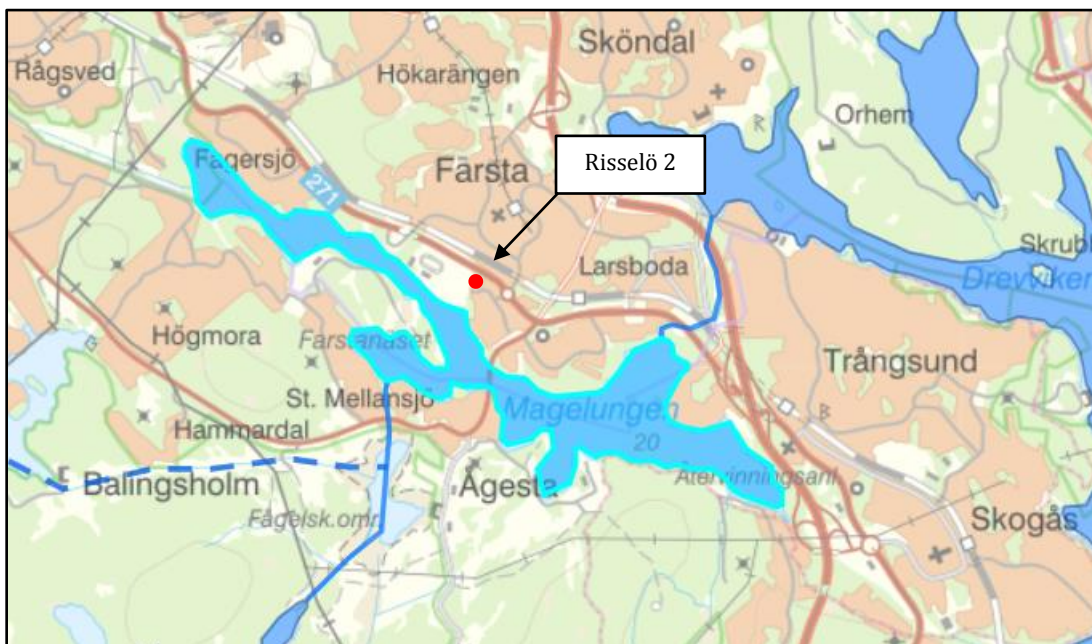 Sköndal
Rågsved
Hökarängen
Orhem
Fagersjö
Färsta
Risselö 2
271
Larsboda
Skrub
Drevviken
Högmora
Farstanäset
Trångsund
St. Mellansjö
Magelungen
Hammardal
20
Balingsholm
Ågesta
Återvinningsanl
Fågelsk.omr.
Skogås